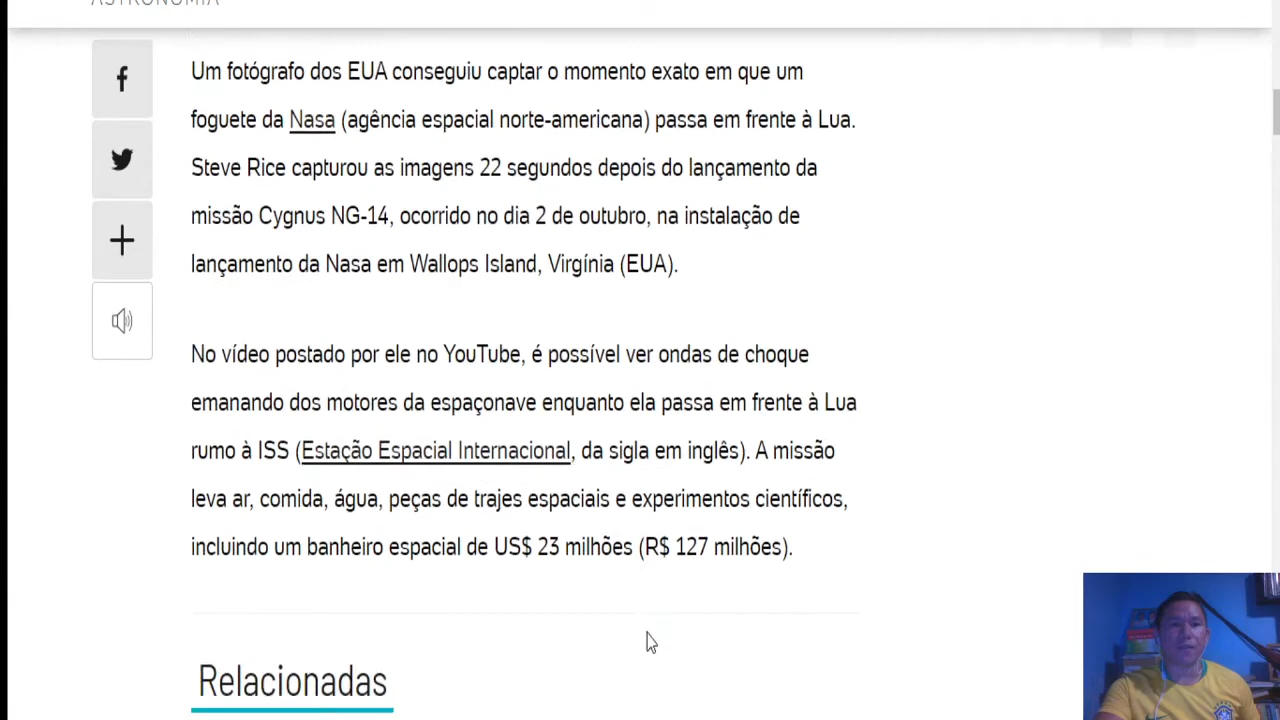 ASTRONOMIA
Um fotógrafo dos EUA conseguiu captar o momento exato em que um
foguete da Nasa (agência espacial norte-americana) passa em frente à Lua.
Steve Rice capturou as imagens 22 segundos depois do lançamento da
missão Cygnus NG-14, ocorrido no dia 2 de outubro, na instalação de
lançamento da Nasa em Wallops Island, Virgínia (EUA).
No vídeo postado por ele no YouTube, é possível ver ondas de choque
emanando dos motores da espaçonave enquanto ela passa em frente à Lua
rumo à ISS (Estação Espacial Internacional, da sigla em inglês). A missão
leva ar, comida, água, peças de trajes espaciais e experimentos científicos,
incluindo um banheiro espacial de US$ 23 milhões (R$ 127 milhões).
Relacionadas